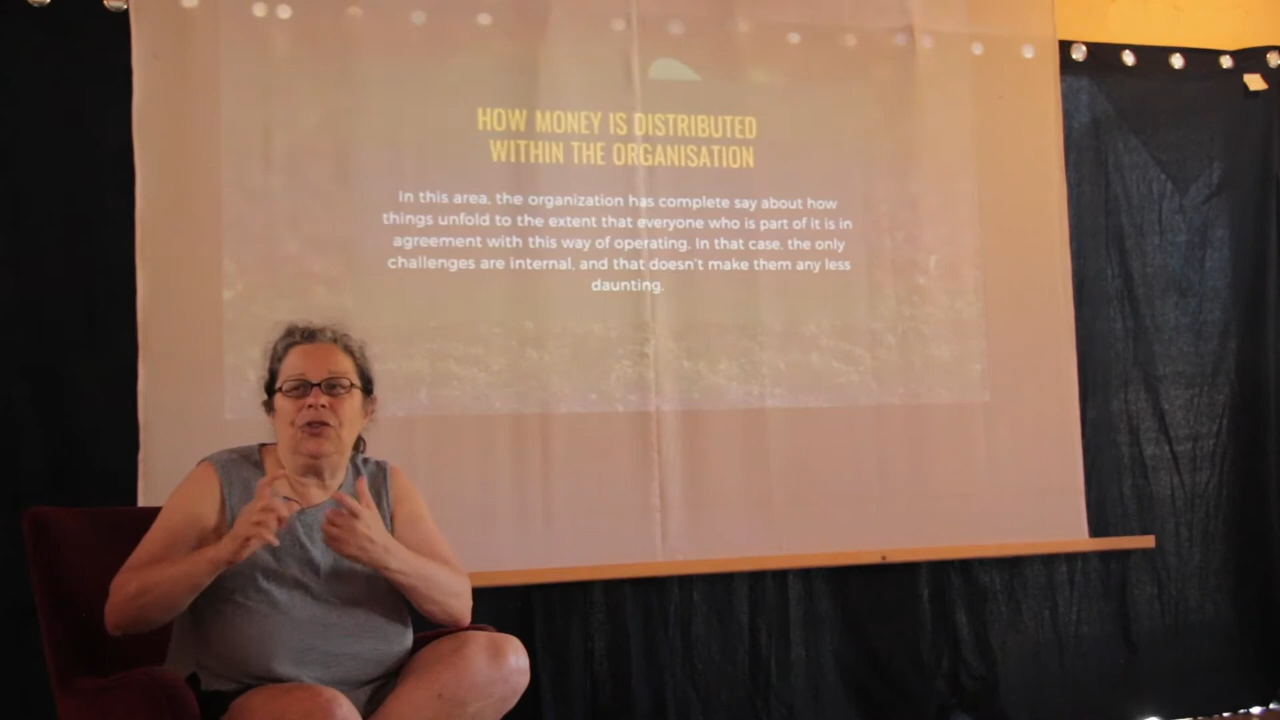 HOW MONEY IS DISTRIBUTED
WITHIN THE ORGANISATION
In this area, the organization has complete say about how
things unfold to the extent that everyone who is part of it is in
agreement with this way of operating. In that case, the only
challenges are internal, and that doesn't make them any less
daunting.